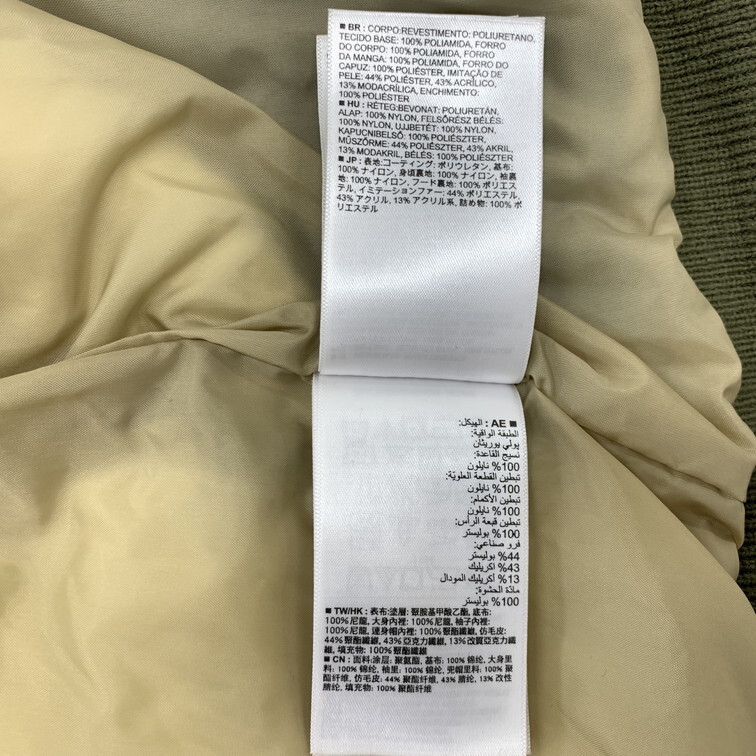 ■ BR : CORPO:REVESTIMENTO: POLIURETANO,
TECIDO BASE: 100% POLIAMIDA, FORRO
DO CORPO: 100% POLIAMIDA, FORRO
DA MANGA: 100% POLIAMIDA, FORRO DO
CAPUZ: 100% POLIÉSTER, IMITAÇÃO DE
PELE: 44% POLIÉSTER, 43% ACRÍLICO,
13% MODACRÍLICA, ENCHIMENTO:
100% POLIÉSTER
■ HU : RÉTEG:BEVONAT: POLIURETÁN,
ALAP: 100% NYLON, FELSŐRÉSZ BÉLÉS:
100% NYLON, UJJBETÉT: 100% NYLON,
KAPUCNIBELSŐ: 100% POLIÉSZTER,
MŰSZŐRME: 44% POLIÉSZTER, 43% AKRIL,
13% MODAKRIL, BÉLÉS: 100% POLIÉSZTER
■ JP : 表地:コーティング: ポリウレタン, 基布:
100% ナイロン, 身頃裏地: 100% ナイロン, 袖裏
地: 100% ナイロン, フード裏地: 100% ポリエス
テル, イミテーションファー: 44% ポリエステル,
43% アクリル, 13% アクリル系, 詰め物: 100% ポ
リエステル
■ AE : الهيكل:
الطبقة الواقية:
بولي يوريثان
نسيج القاعدة:
100% نايلون
تبطين القطعة العلوية:
100% نايلون
تبطين الأكمام:
100% نايلون
تبطين قبعة الرأس:
100% بوليستر
فرو صناعي:
44% بوليستر
43% اكريليك
13% أكريليك المودال
مادّة الحشوة:
100% بوليستر
■ TW/HK : 表布:塗層: 聚胺基甲酸乙酯, 底布:
100% 尼龍, 大身內裡: 100% 尼龍, 袖子內裡:
100% 尼龍, 連身帽內裡: 100% 聚酯纖維, 仿毛皮:
44% 聚酯纖維, 43% 亞克力纖維, 13% 改質亞克力纖
維, 填充物: 100% 聚酯纖維
■ CN : 面料:涂层: 聚氨酯, 基布: 100% 锦纶, 大身里
料: 100% 锦纶, 袖里: 100% 锦纶, 兜帽里料: 100% 聚
酯纤维, 仿毛皮: 44% 聚酯纤维, 43% 腈纶, 13% 改性
腈纶, 填充物: 100% 聚酯纤维